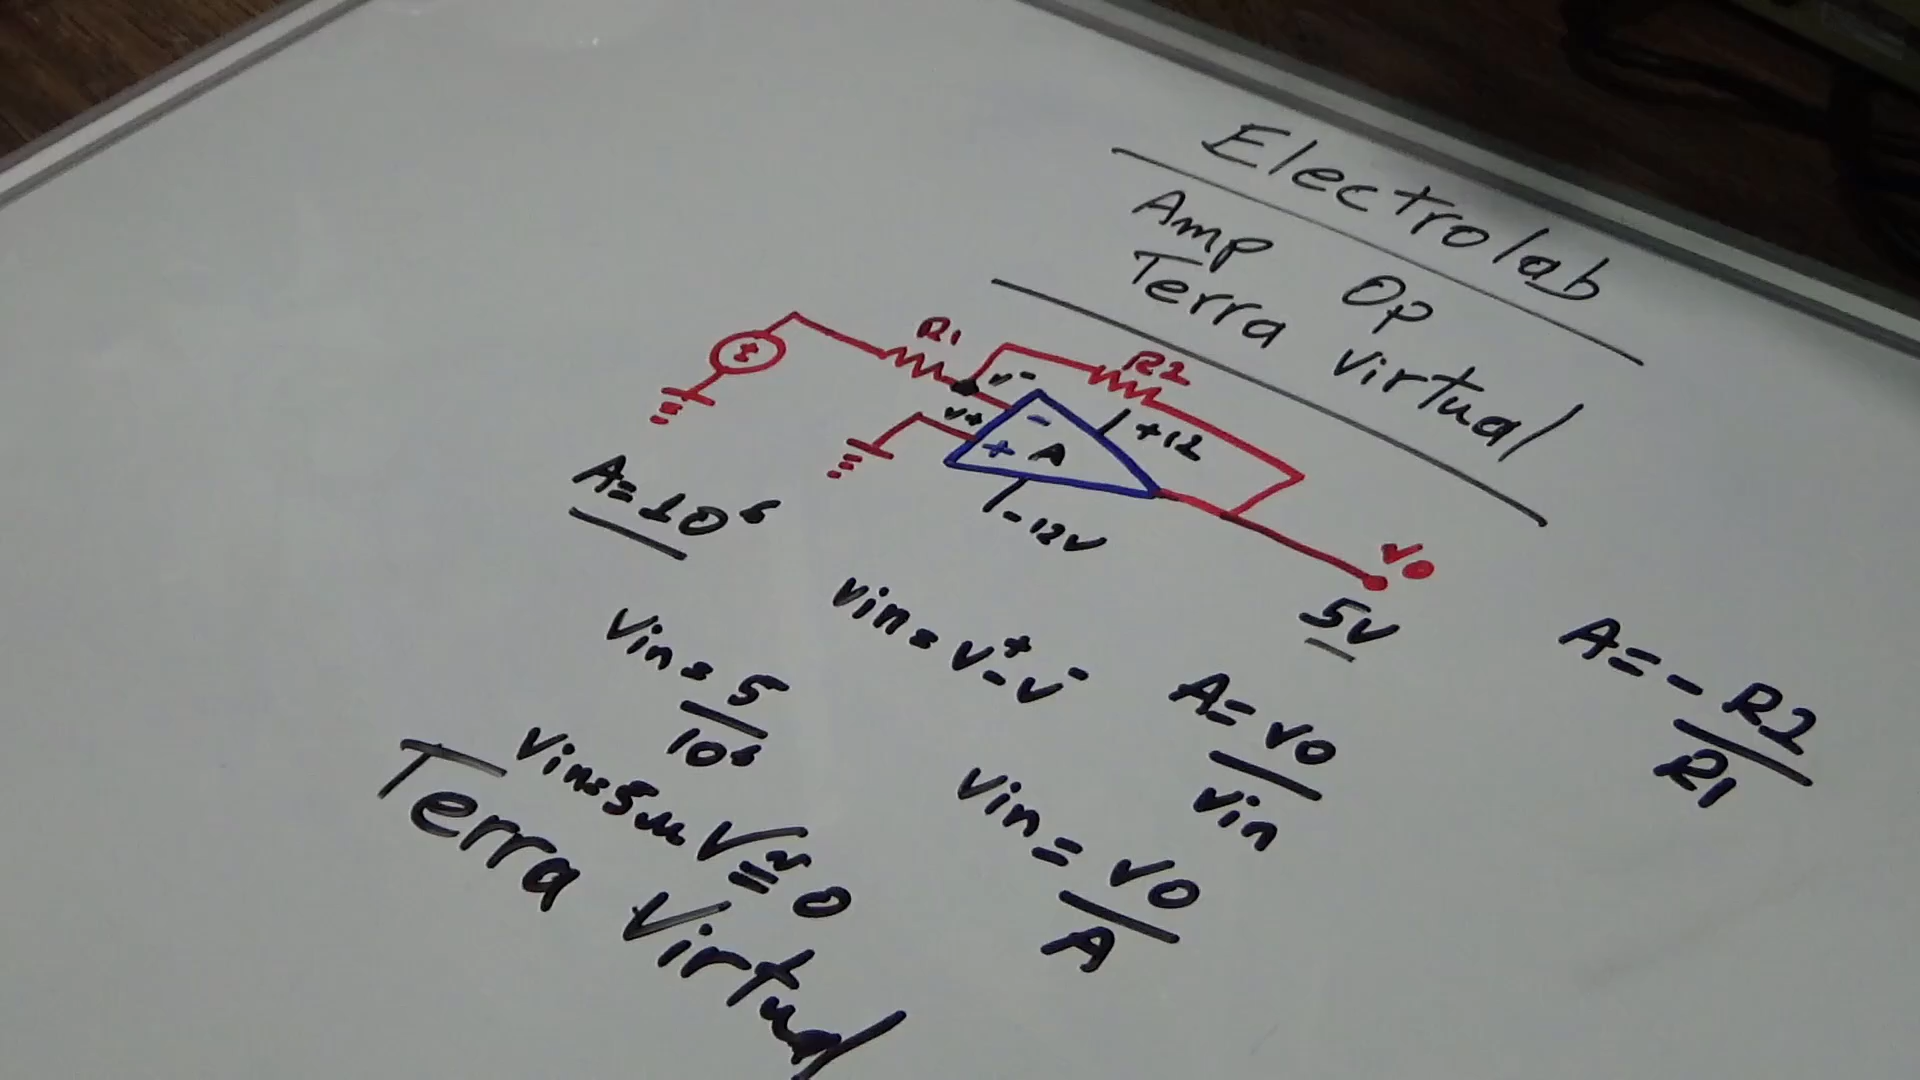 Electrolab
Amp Op
Terra virtual
R1
R2
V-
V+
-
+
A
+12
-12V
Vo
5V
A=10⁶
Vin=V⁺-V⁻
A=Vo/Vin
A=-R2/R1
Vin=5/10⁶
Vin=Vo/A
Vin=5uV≅0
Terra Virtual